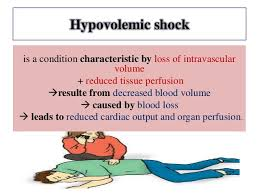 Hypovolemic shock
is a condition characteristic by loss of intravascular
volume
+ reduced tissue perfusion
→resulte from decreased blood volume
→ caused by blood loss
→ leads to reduced cardiac output and organ perfusion.